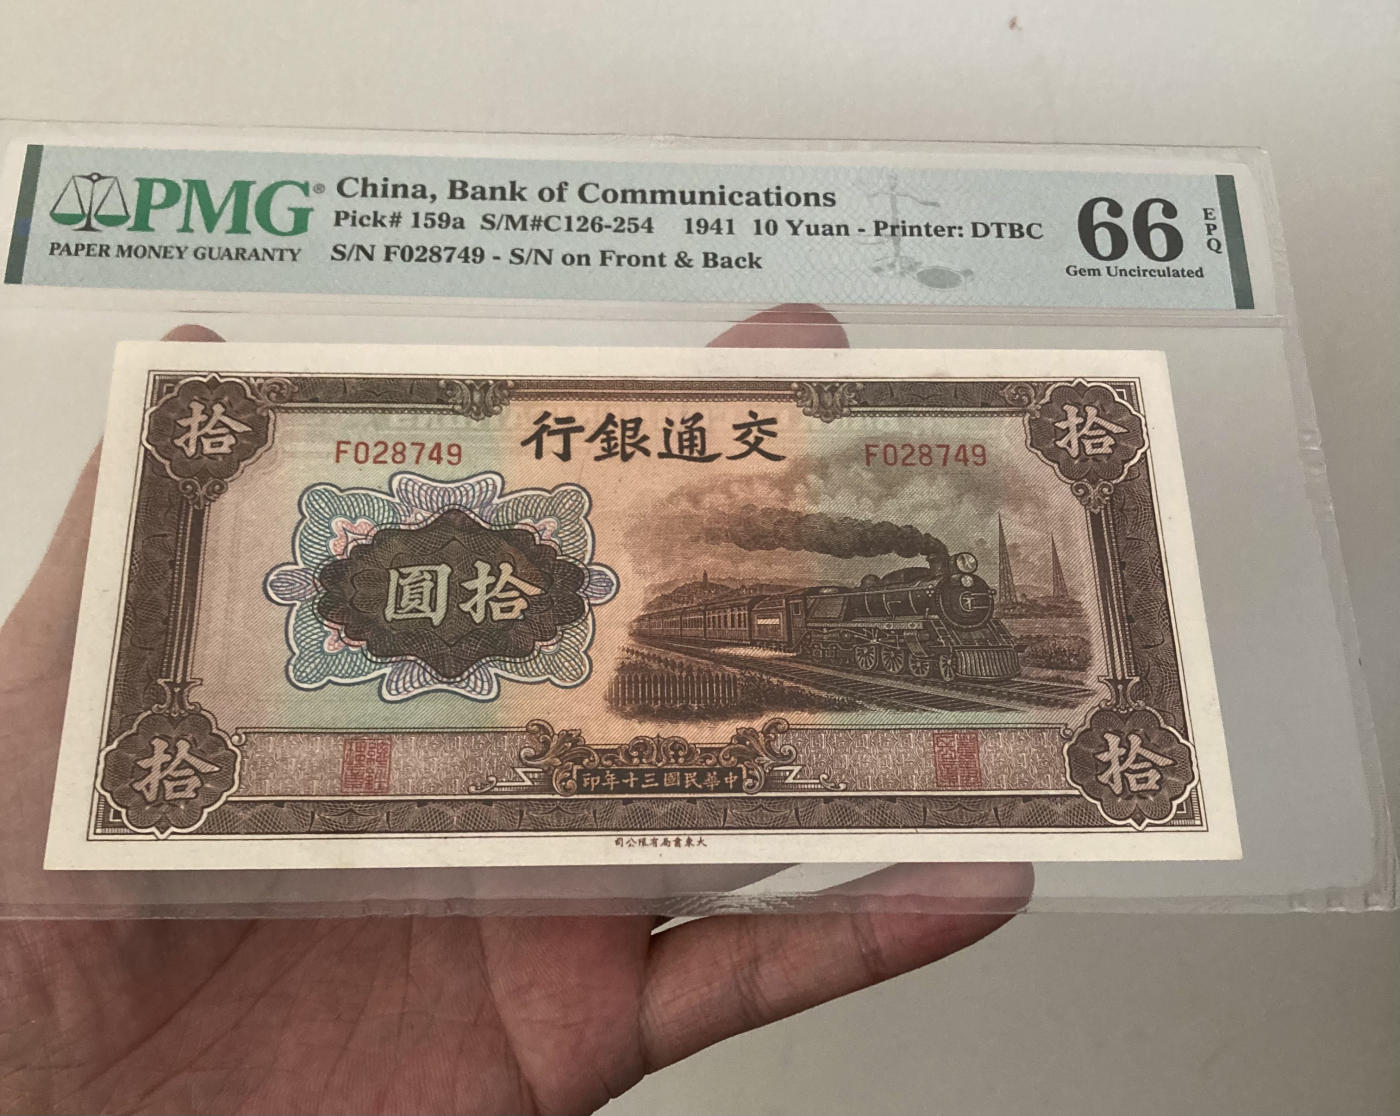 PMG®
PAPER MONEY GUARANTY
China, Bank of Communications
Pick# 159a S/M#C126-254 1941 10 Yuan - Printer: DTBC
S/N F028749 - S/N on Front & Back
66
EPQ
Gem Uncirculated
拾
行銀通交
拾
F028749
F028749
圓拾
印年十三國民華中
拾
拾
司公限有局書東大